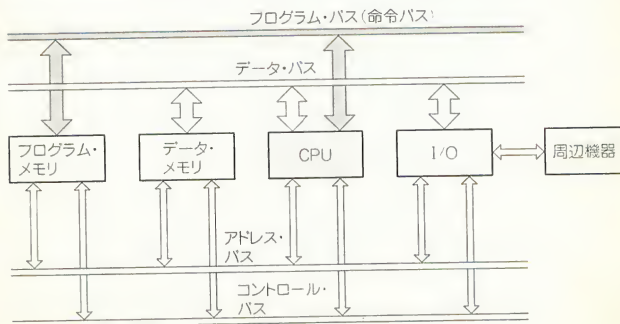 プログラム・バス(命令バス)
データ・バス
プログラム・
メモリ
データ・
メモリ
CPU
I/O
周辺機器
アドレス・
バス
コントロール・
バス